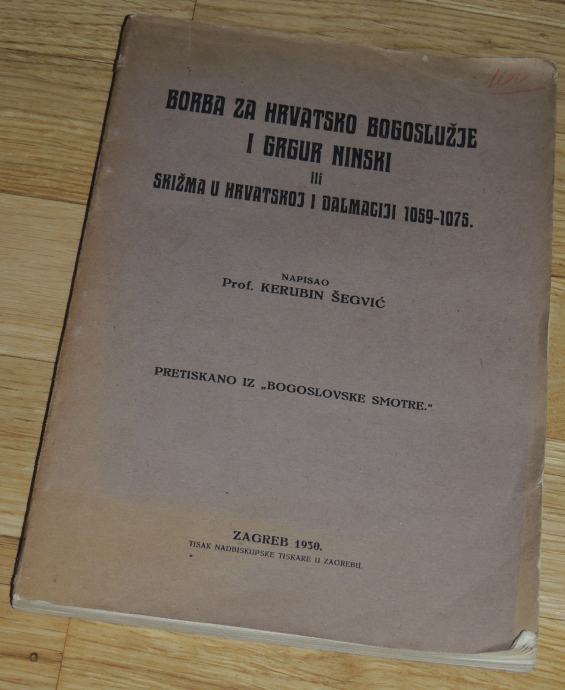 BORBA ZA HRVATSKO BOGOSLUŽJE
I GRGUR NINSKI
ili
SKIŽMA U HRVATSKOJ I DALMACIJI 1059-1075.
NAPISAO
Prof. KERUBIN ŠEGVIĆ
PRETISKANO IZ „BOGOSLOVSKE SMOTRE.“
ZAGREB 1930.
TISAK NADBISKUPSKE TISKARE U ZAGREBU.